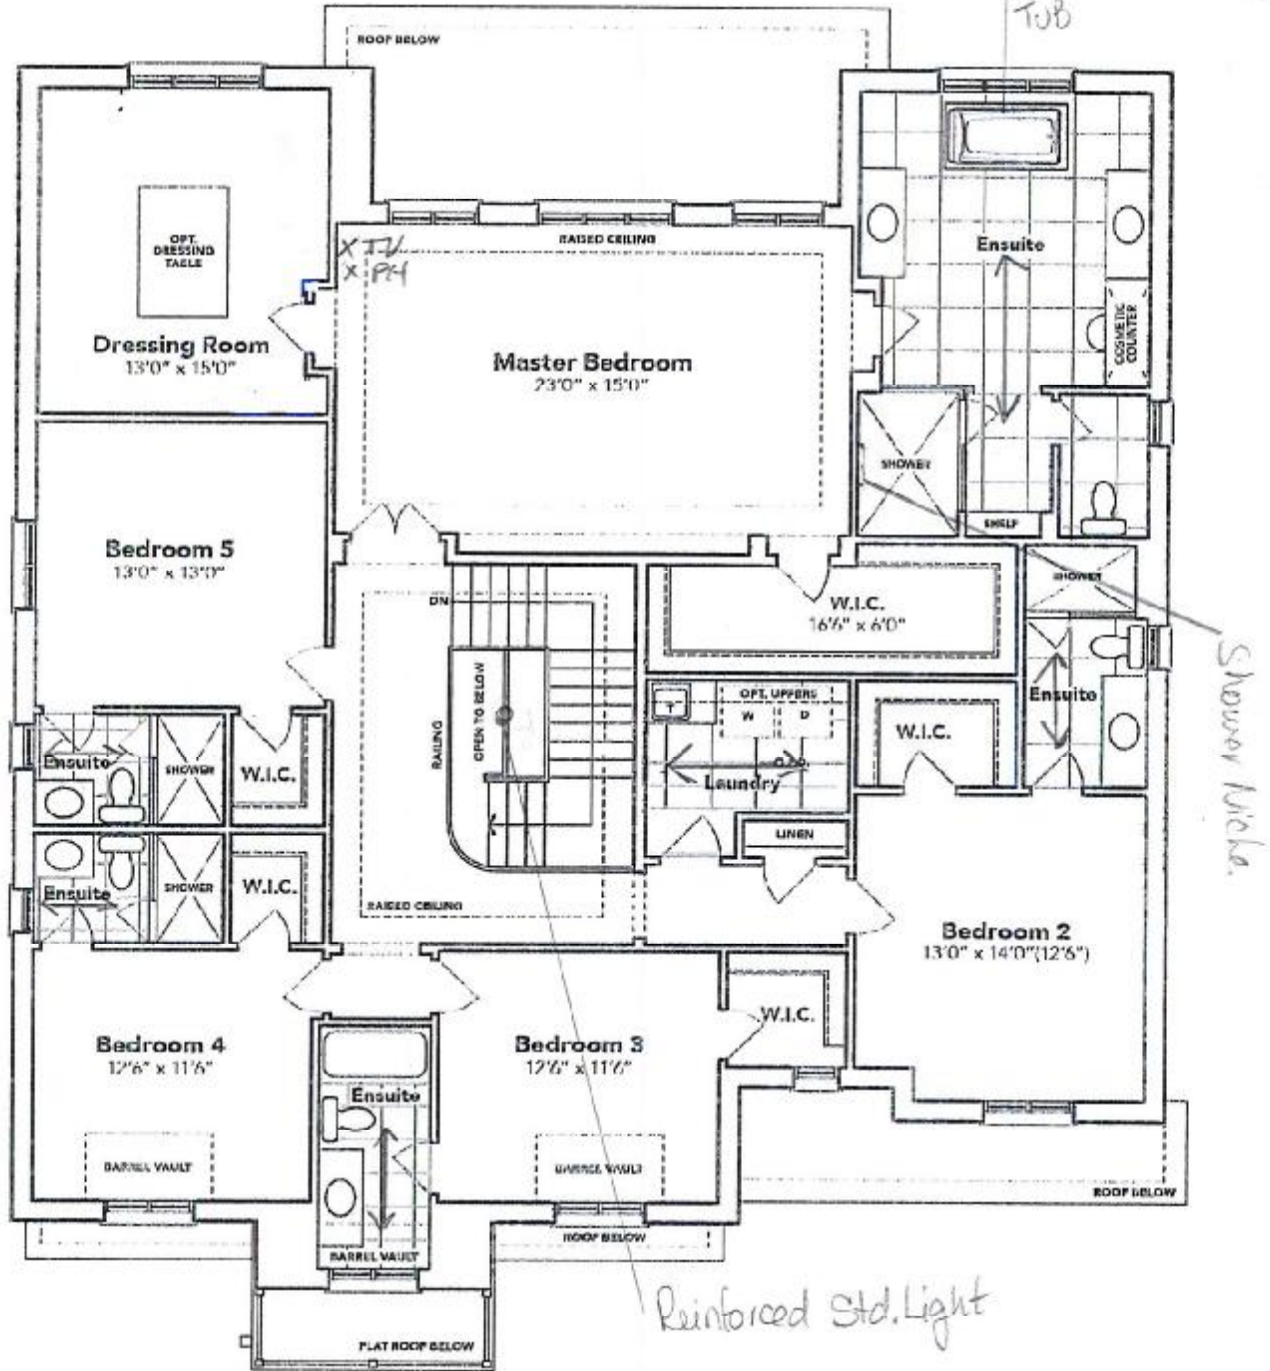 TUB
ROOF BELOW
OPT.
DRESSING
TABLE
Dressing Room
13'0" x 15'0"
X TV
X PH
RAISED CEILING
Master Bedroom
23'0" x 15'0"
Ensuite
COSMETIC
COUNTER
SHOWER
SHELF
Bedroom 5
13'0" x 13'0"
DN
OPEN TO BELOW
RAILING
W.I.C.
16'6" x 6'0"
SHOWER
Ensuite
Shower Niche.
OPT. UPPERS
T
W
D
Laundry
LINEN
W.I.C.
Ensuite
SHOWER
W.I.C.
Ensuite
SHOWER
W.I.C.
RAISED CEILING
Bedroom 2
13'0" x 14'0"(12'6")
Bedroom 4
12'6" x 11'6"
Ensuite
Bedroom 3
12'6" x 11'6"
W.I.C.
BARREL VAULT
BARREL VAULT
BARREL VAULT
ROOF BELOW
ROOF BELOW
FLAT ROOF BELOW
Reinforced Std. Light